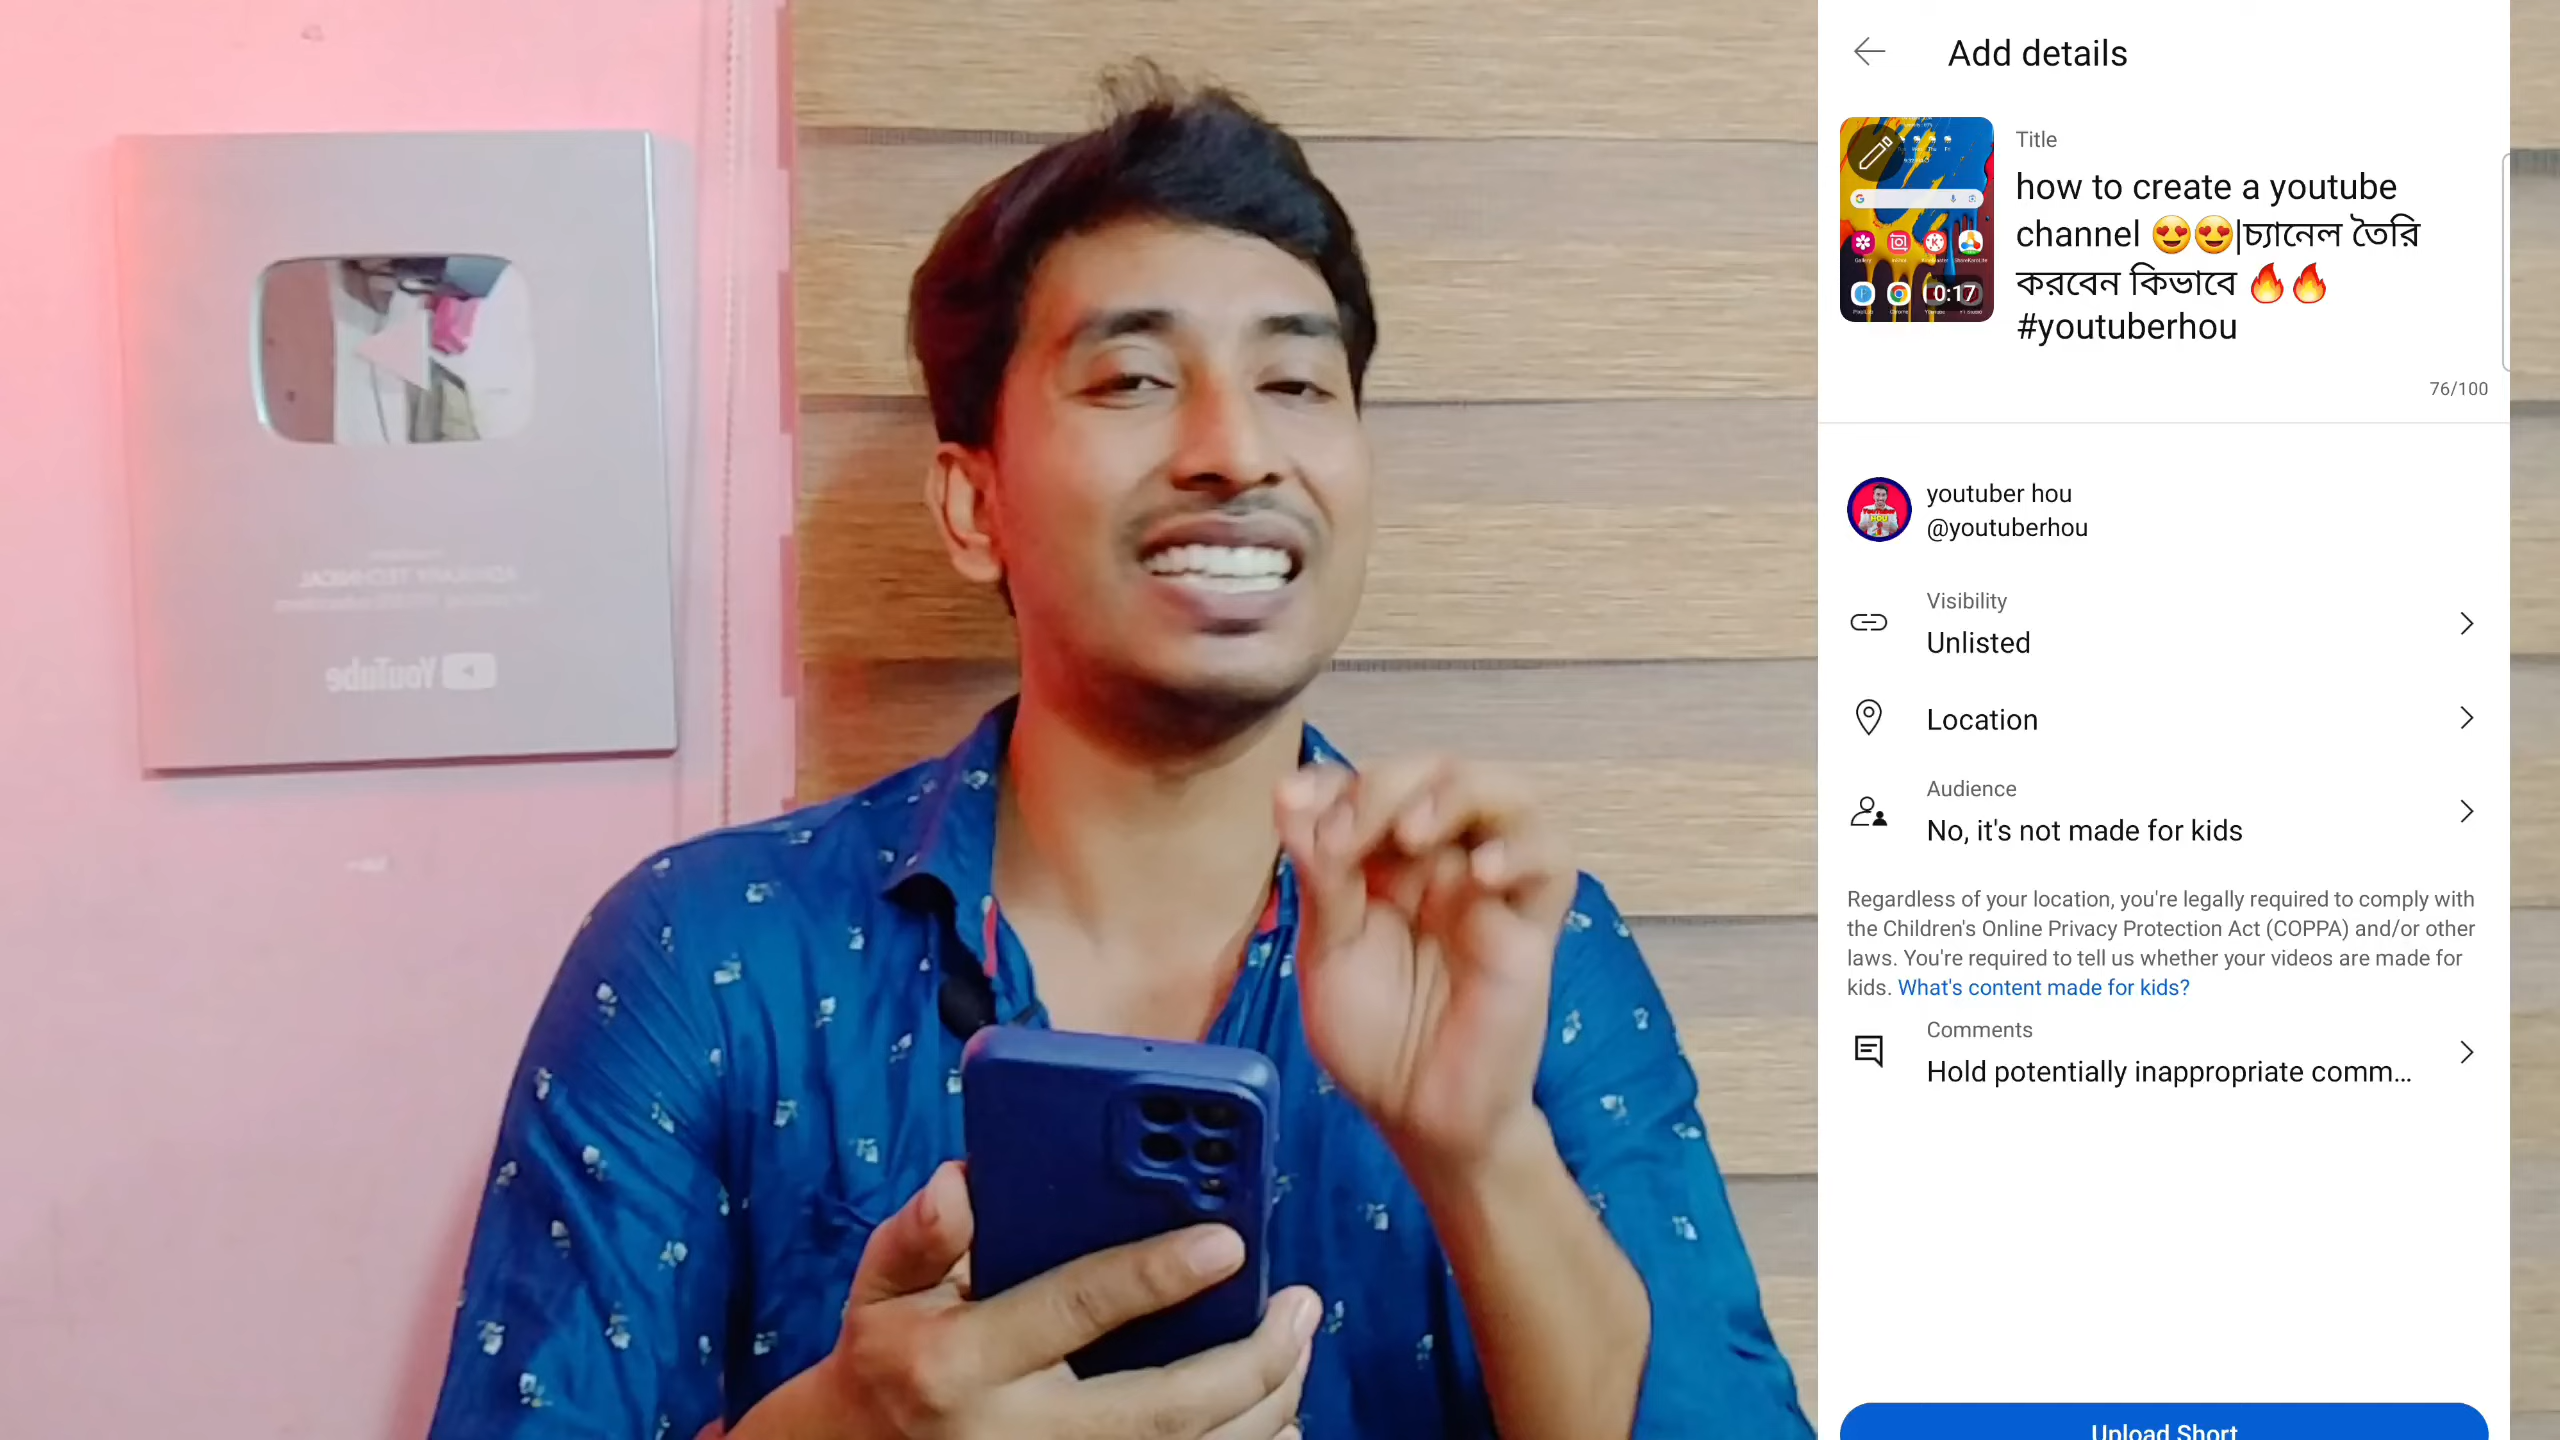 Add details
Title
how to create a youtube
channel 😍😍|চ্যানেল তৈরি
করবেন কিভাবে 🔥🔥
#youtuberhou
76/100
0:17
youtuber hou
@youtuberhou
Visibility
Unlisted
Location
Audience
No, it's not made for kids
Regardless of your location, you're legally required to comply with
the Children's Online Privacy Protection Act (COPPA) and/or other
laws. You're required to tell us whether your videos are made for
kids. What's content made for kids?
Comments
Hold potentially inappropriate comm...
Upload Short
YouTube